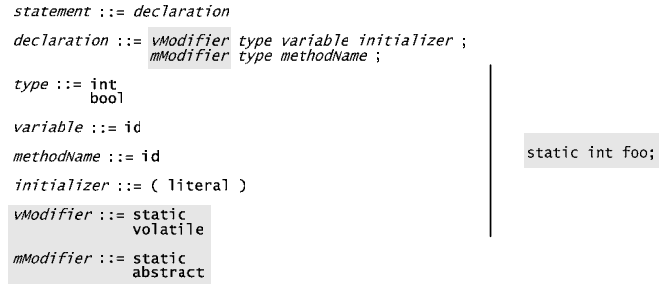 statement ::= declaration
declaration ::= vModifier type variable initializer ;
mModifier type methodName ;
type ::= int
bool
variable ::= id
methodName ::= id
initializer ::= ( literal )
vModifier ::= static
volatile
mModifier ::= static
abstract
static int foo;